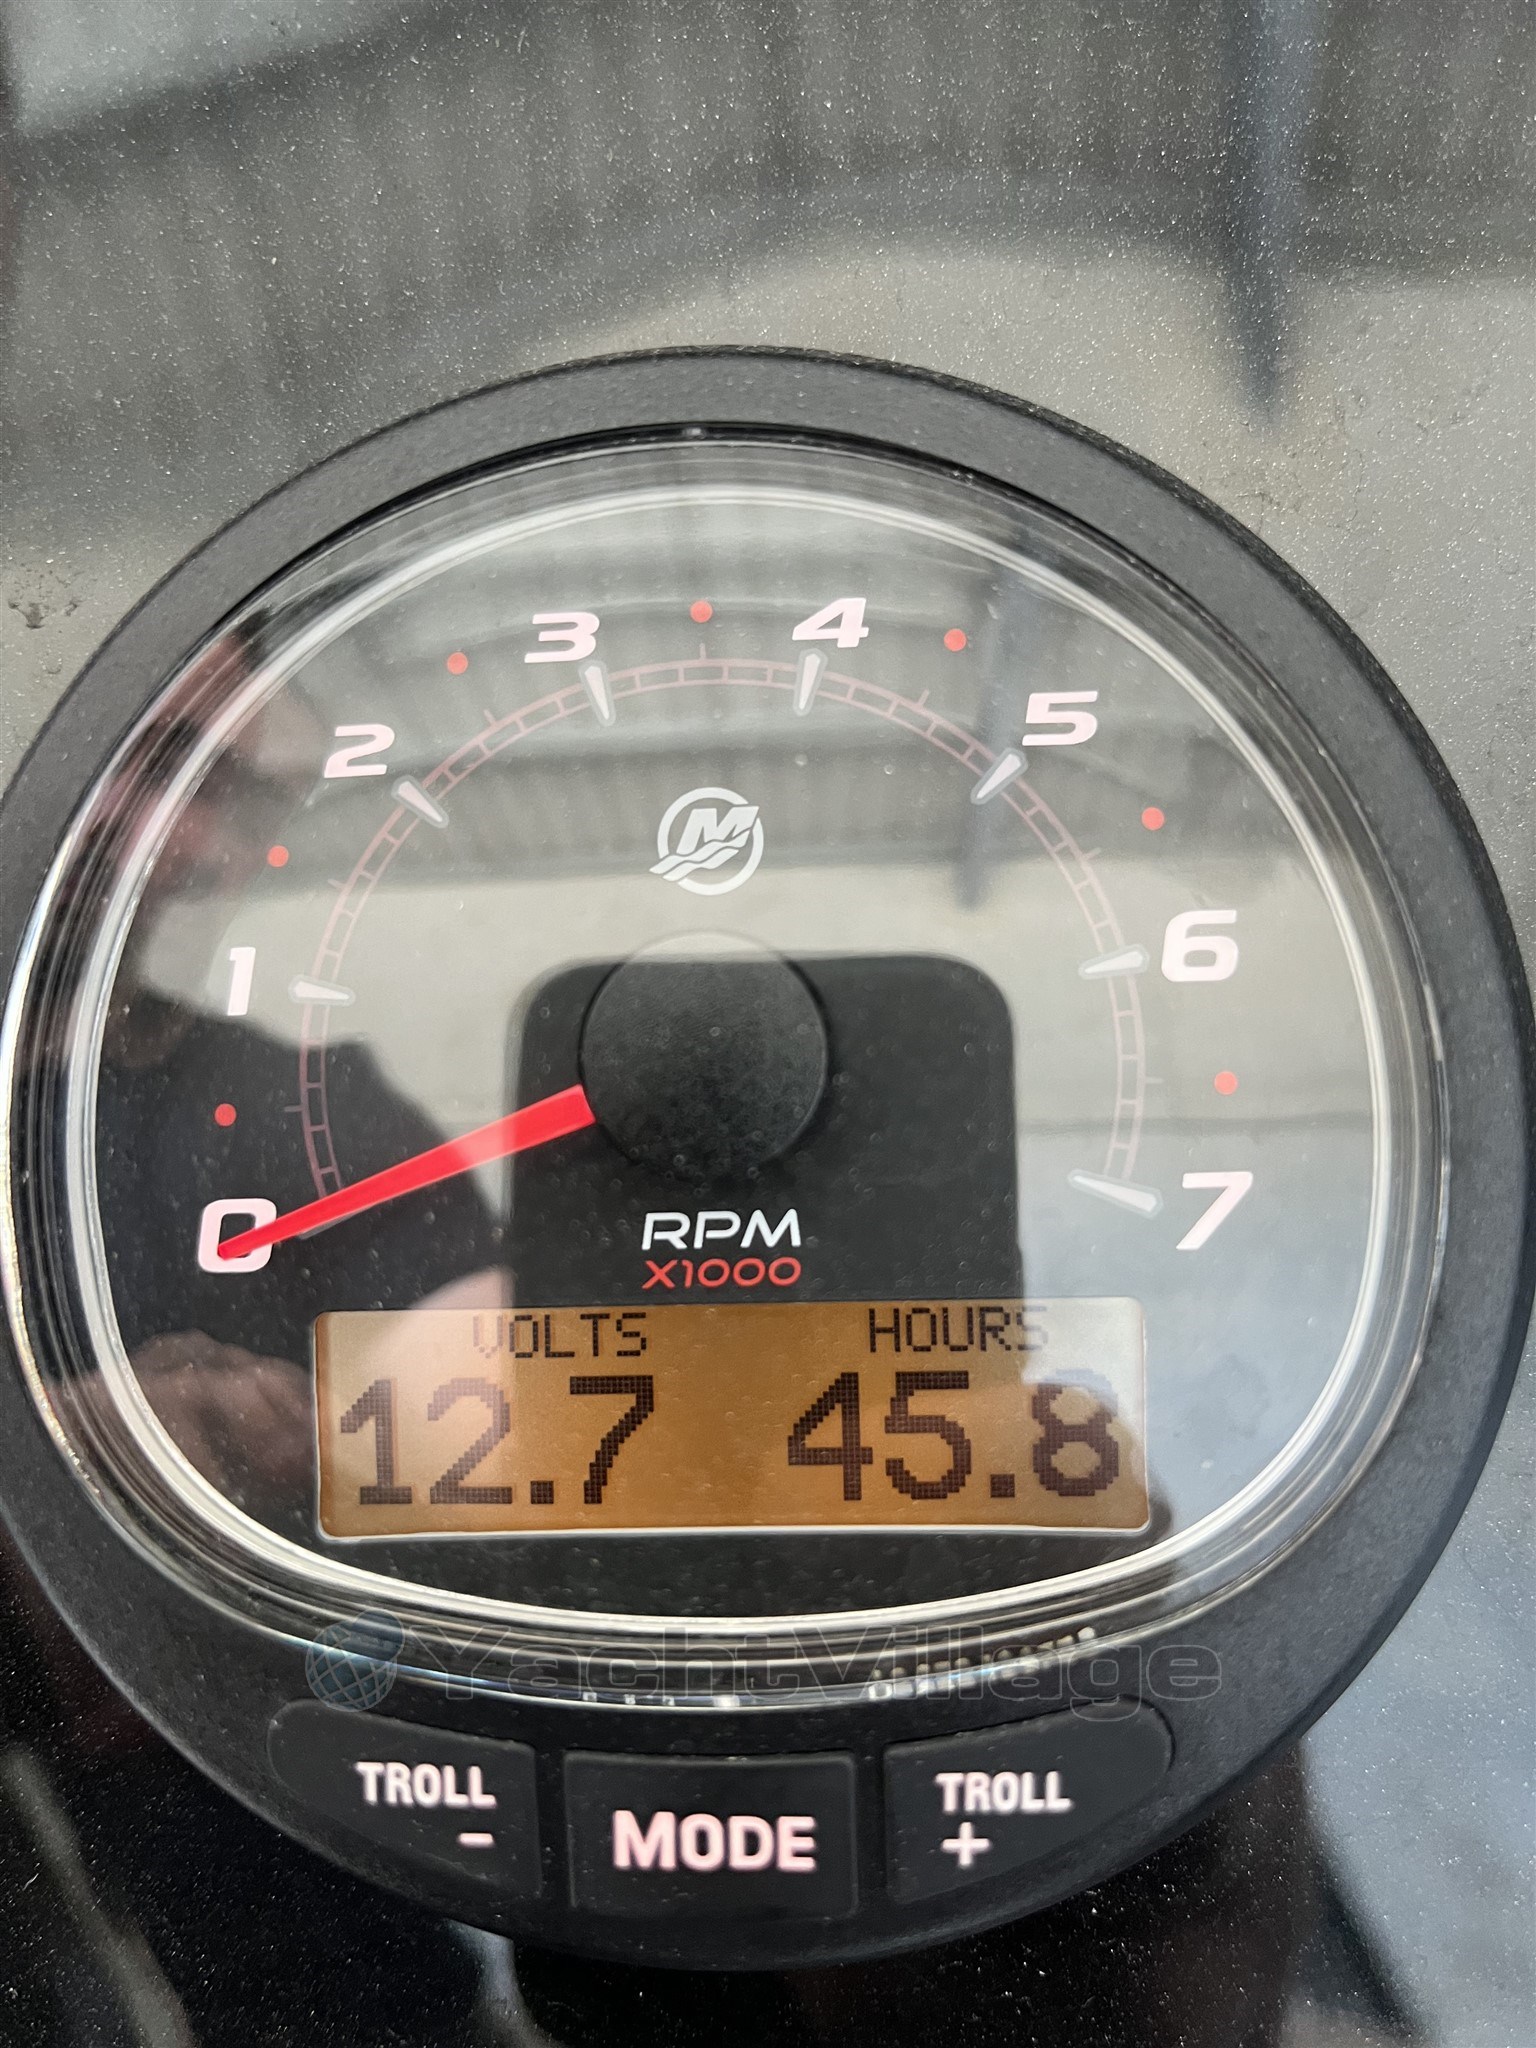 3
4
2
5
1
6
0
7
RPM
X1000
VOLTS HOURS
12.7 45.8
YachtVillage
TROLL
-
MODE
TROLL
+